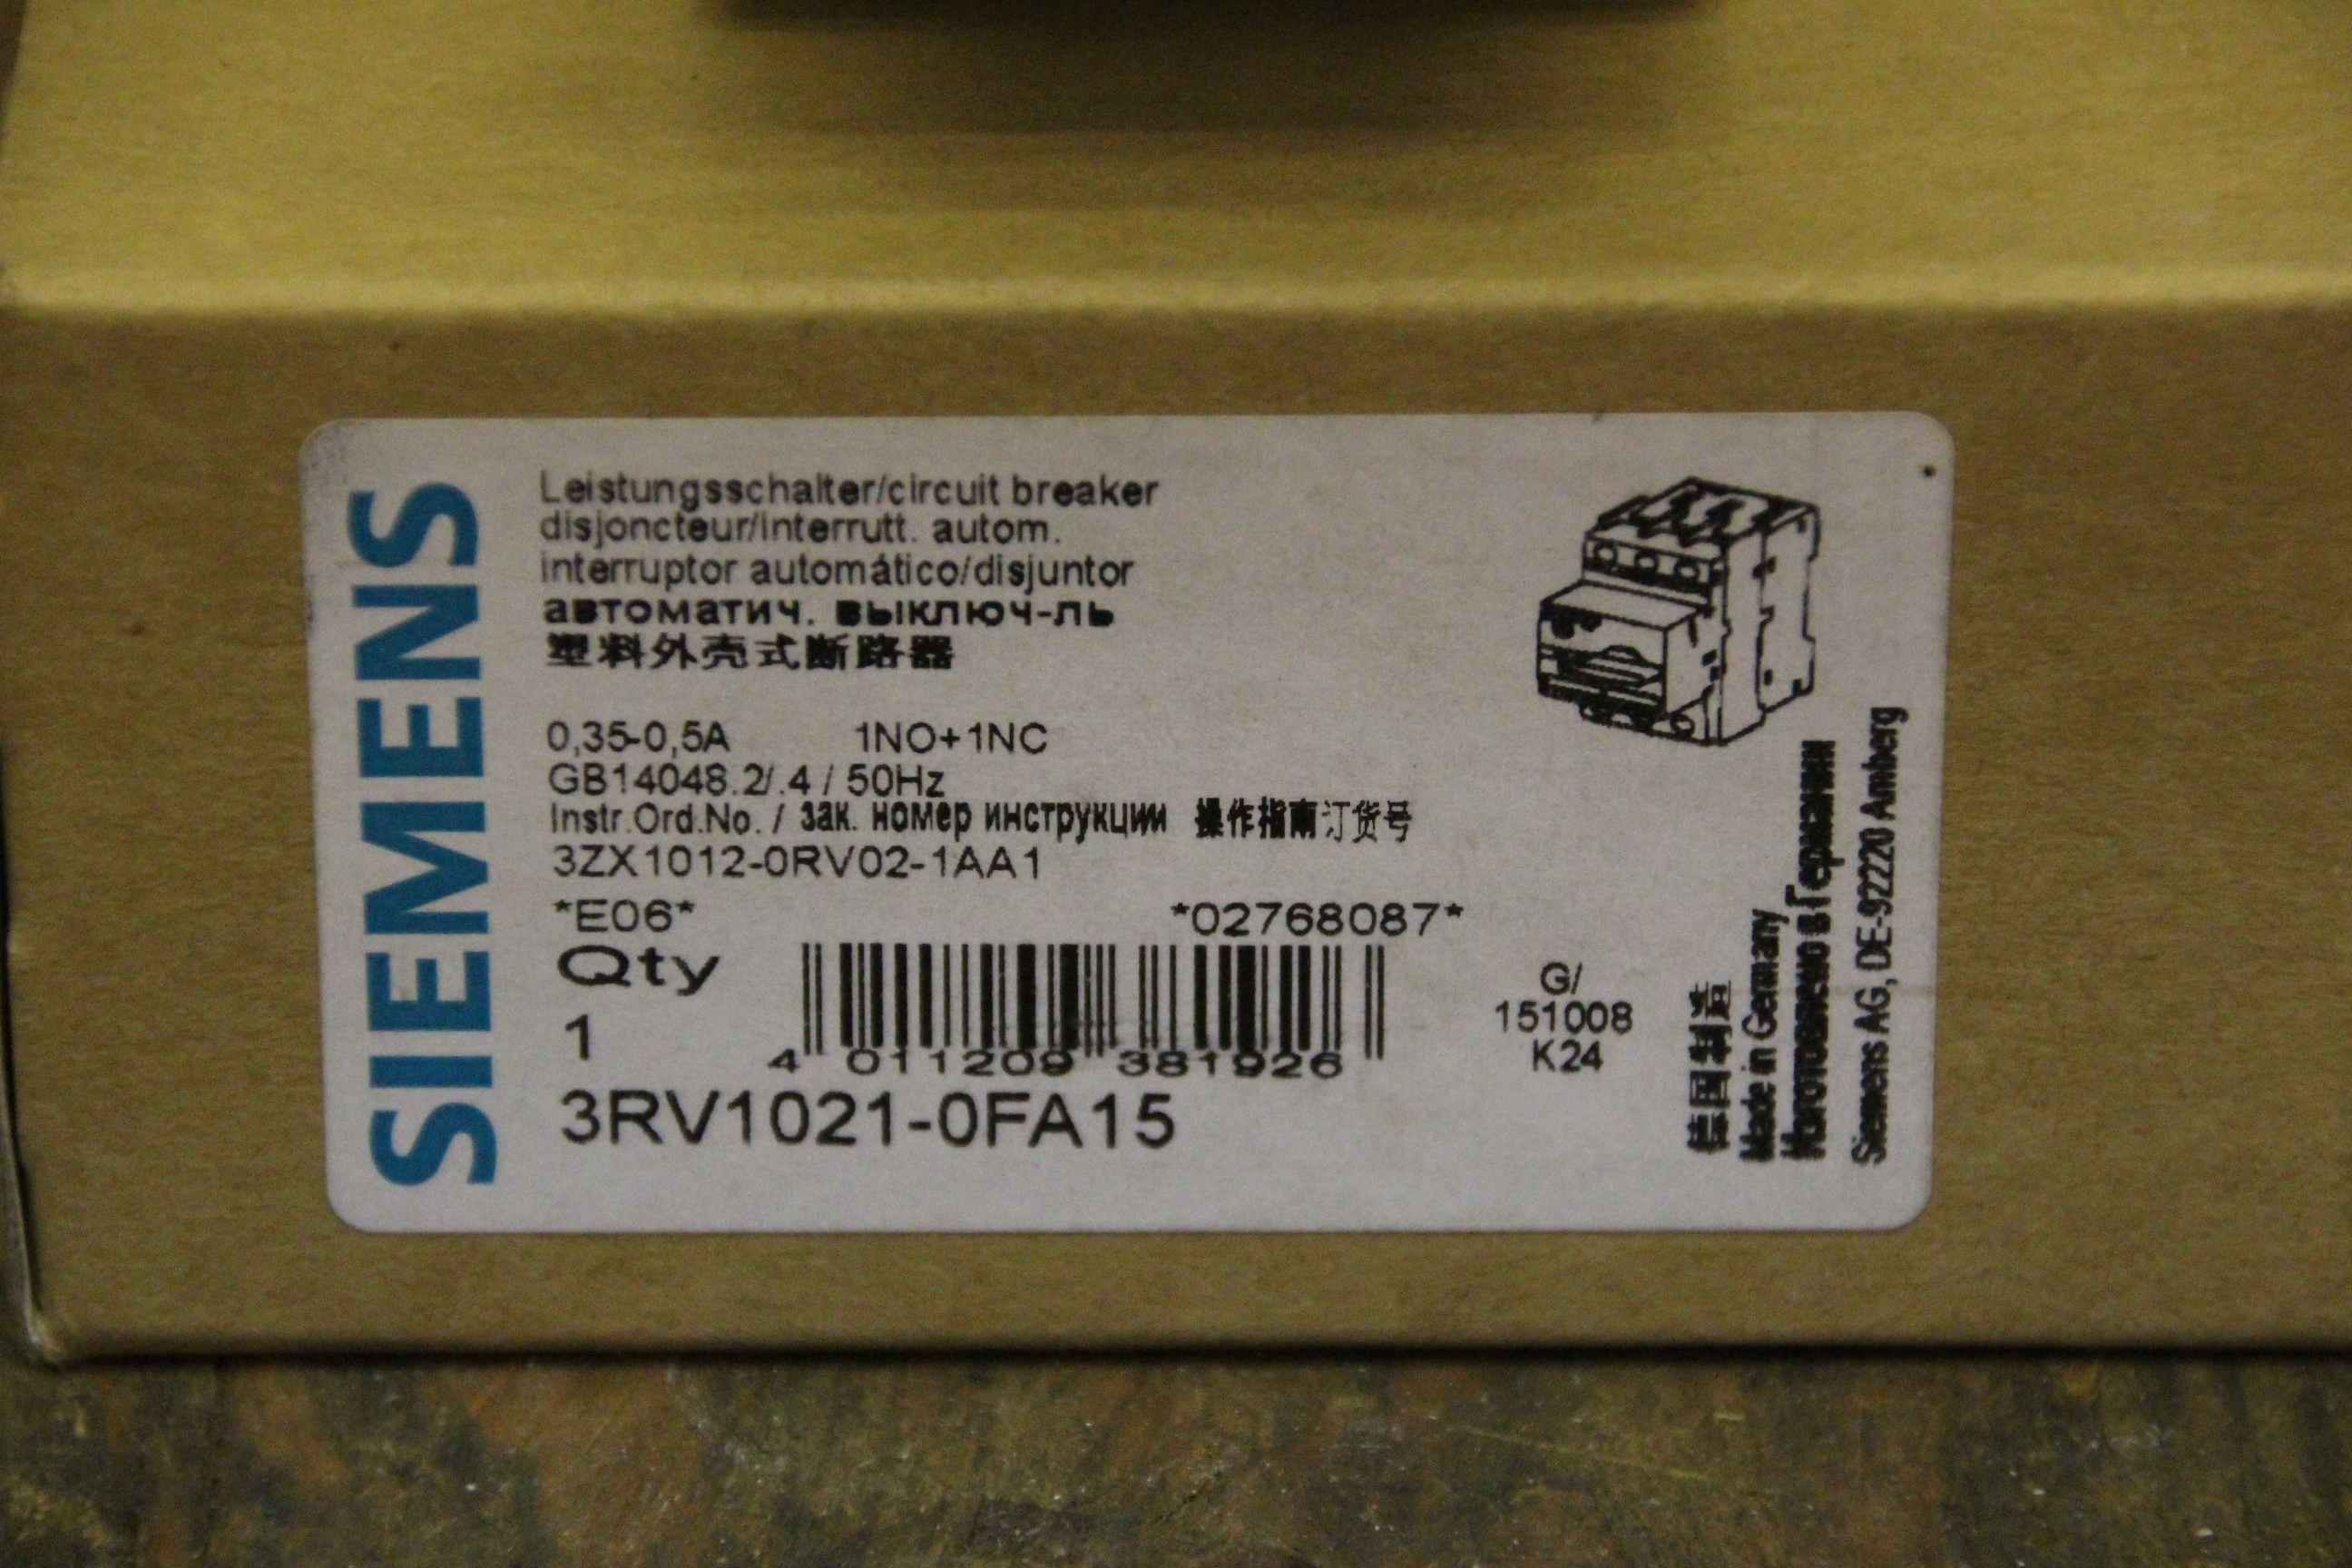 SIEMENS
Leistungsschalter/circuit breaker
disjoncteur/interrutt. autom.
interruptor automático/disjuntor
автоматич. выключ-ль
塑料外壳式断路器
0,35-0,5A 1NO+1NC
GB14048.2/.4 / 50Hz
Instr.Ord.No. / зак. номер инструкции 操作指南订货号
3ZX1012-0RV02-1AA1
*E06* *02768087*
Qty
1
4 011209 381926
3RV1021-0FA15
G/
151008
K24
德国制造
Made in Germany
Изготовлено в Германии
Siemens AG, DE-92220 Amberg